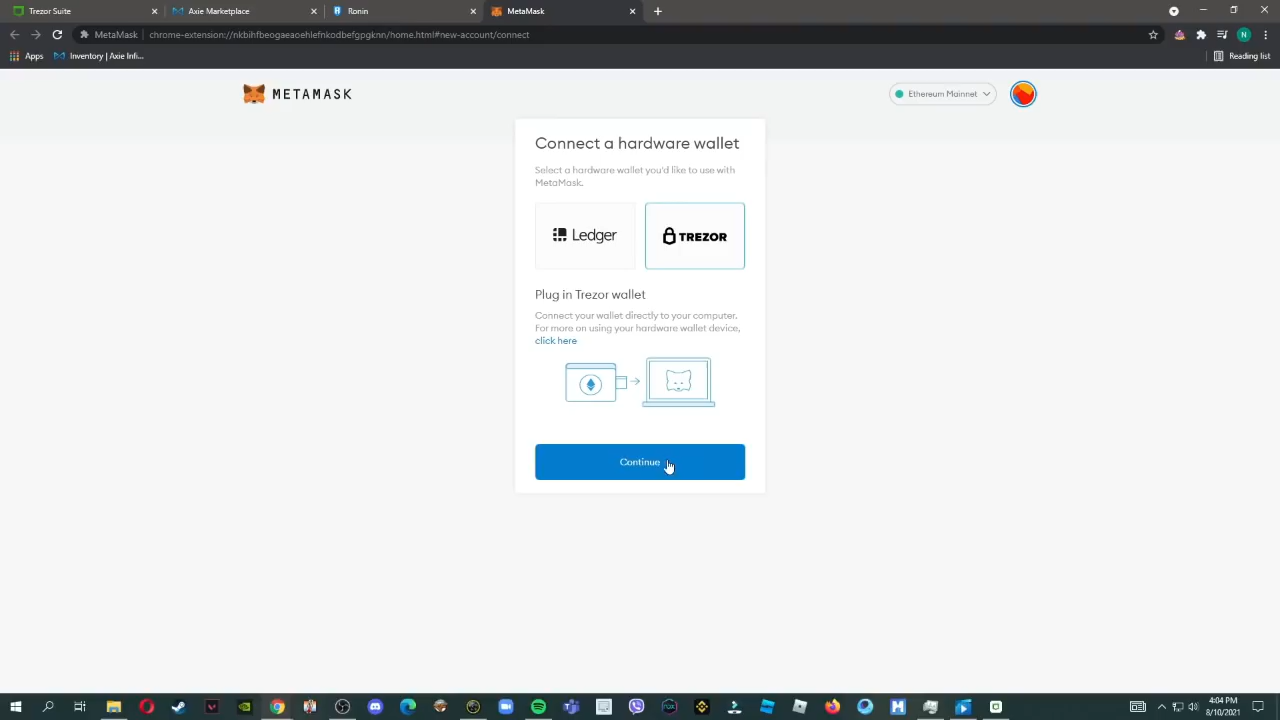 Trezor Suite
Axie Marketplace
Ronin
MetaMask
MetaMask
chrome-extension://nkbihfbeogaeaoehlefnkodbefgpgknn/home.html#new-account/connect
N
Apps
Inventory | Axie Infi...
Reading list
METAMASK
Ethereum Mainnet
Connect a hardware wallet
Select a hardware wallet you'd like to use with
MetaMask.
Ledger
TREZOR
Plug in Trezor wallet
Connect your wallet directly to your computer.
For more on using your hardware wallet device,
click here
Continue
4:04 PM
8/10/2021